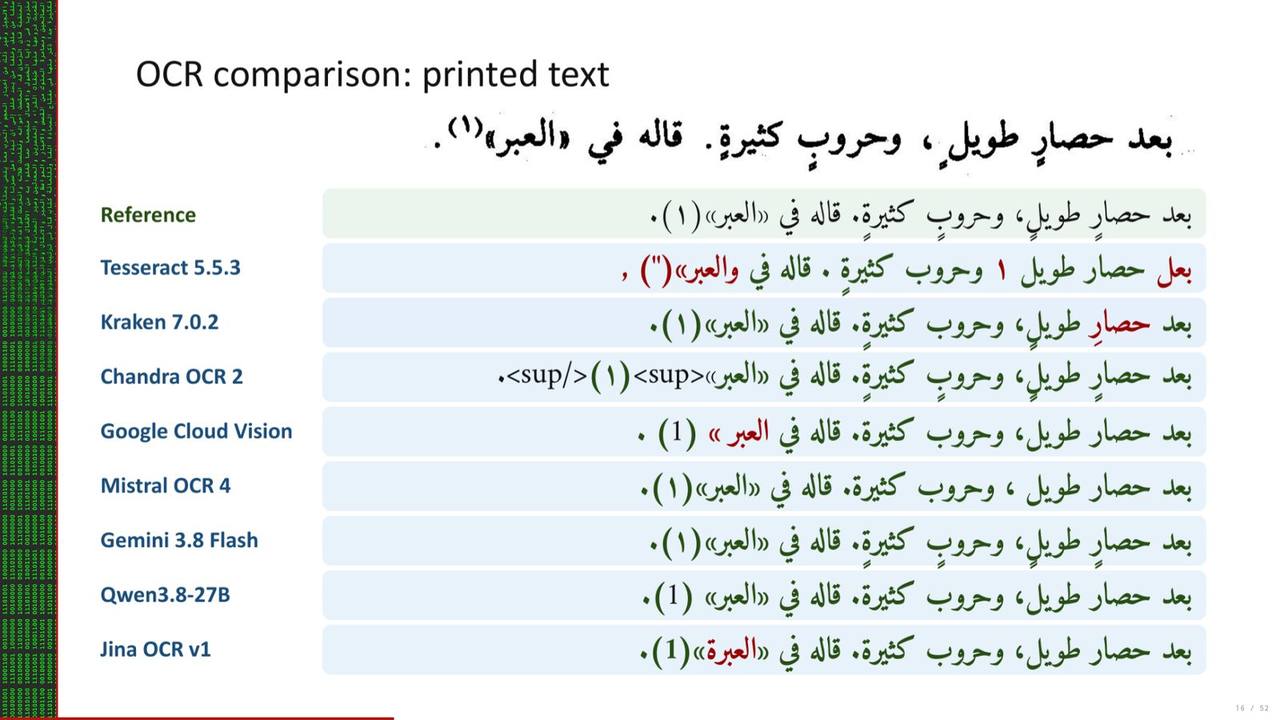 OCR comparison: printed text
بعد حصارٍ طويلٍ، وحروبٍ كثيرةٍ. قاله في «العبر»(١).
Reference
بعد حصارٍ طويلٍ، وحروبٍ كثيرةٍ. قاله في «العبر»(١).
Tesseract 5.5.3
بعل حصار طويل ١ وحروب كثيرةٍ . قاله في والعبر»(") ,
Kraken 7.0.2
بعد حصارِ طويلٍ، وحروب كثيرةٍ. قاله في «العبر»(١).
Chandra OCR 2
بعد حصارٍ طويلٍ، وحروبٍ كثيرةٍ. قاله في «العبر»<sup>(١)</sup>.
Google Cloud Vision
بعد حصار طويل، وحروب كثيرةٍ. قاله في العبر » (1) .
Mistral OCR 4
بعد حصار طويل ، وحروب كثيرة. قاله في «العبر»(١).
Gemini 3.8 Flash
بعد حصارٍ طويلٍ، وحروبٍ كثيرةٍ. قاله في «العبر»(١).
Qwen3.8-27B
بعد حصار طويل، وحروب كثيرة. قاله في «العبر» (1).
Jina OCR v1
بعد حصار طويل، وحروب كثيرة. قاله في «العبرة»(1).
16 / 52